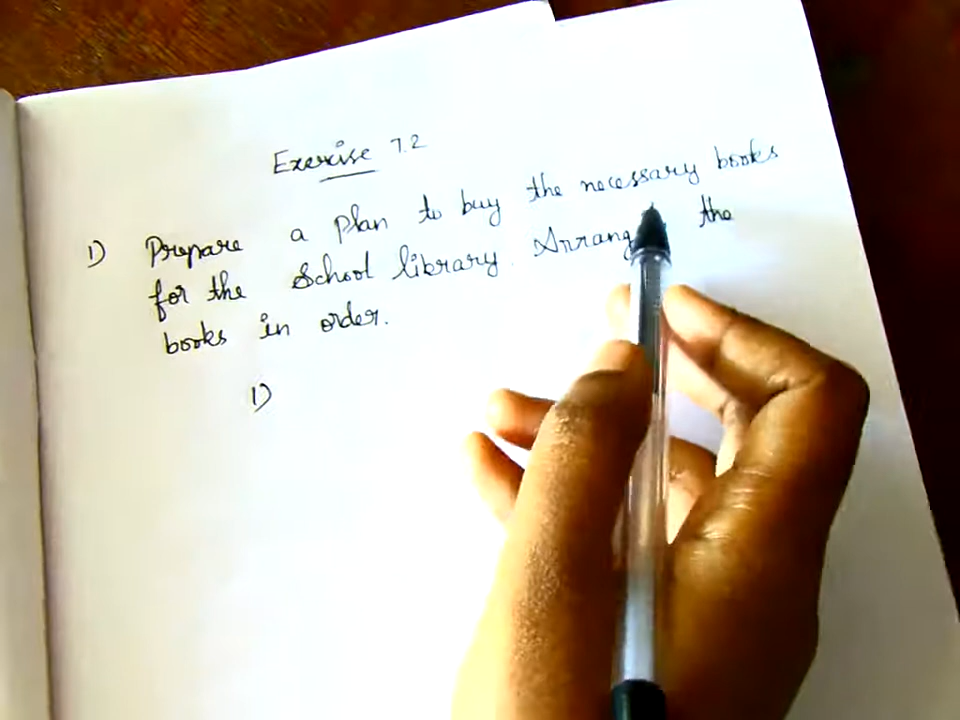 Exercise 7.2
1) Prepare a plan to buy the necessary books
for the School library. Arrang the
books in order.
1)